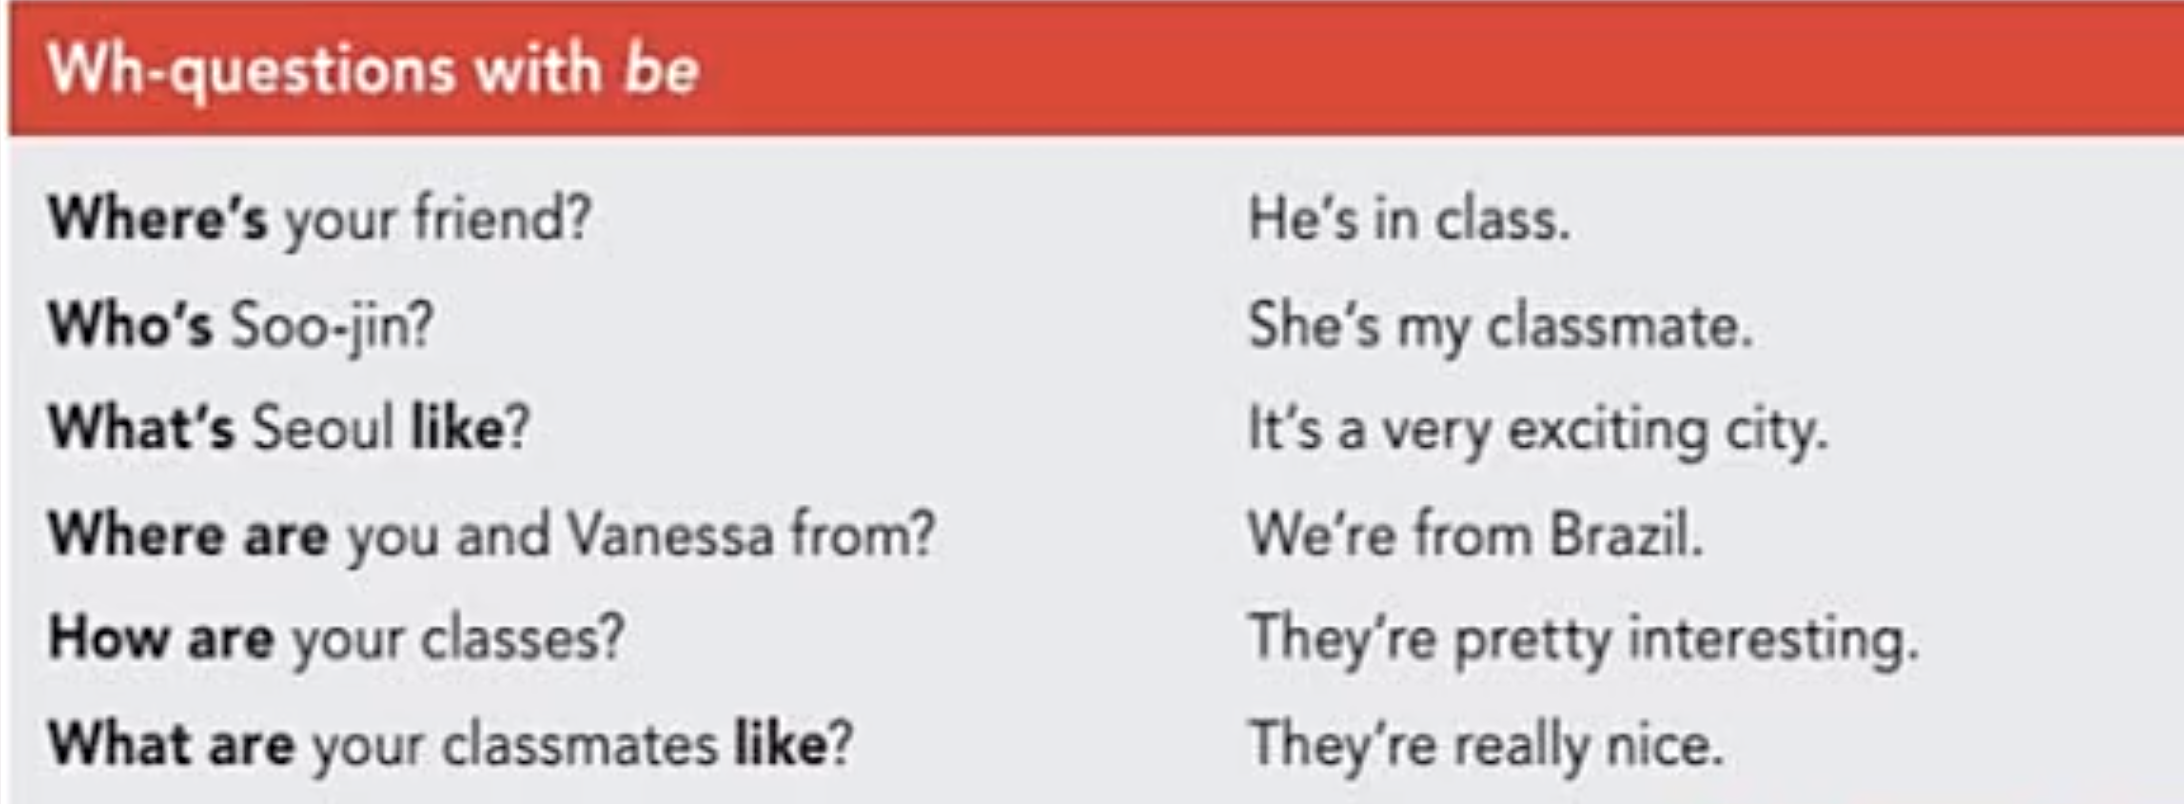 Wh-questions with be
Where's your friend? He's in class.
Who's Soo-jin? She's my classmate.
What's Seoul like? It's a very exciting city.
Where are you and Vanessa from? We're from Brazil.
How are your classes? They're pretty interesting.
What are your classmates like? They're really nice.